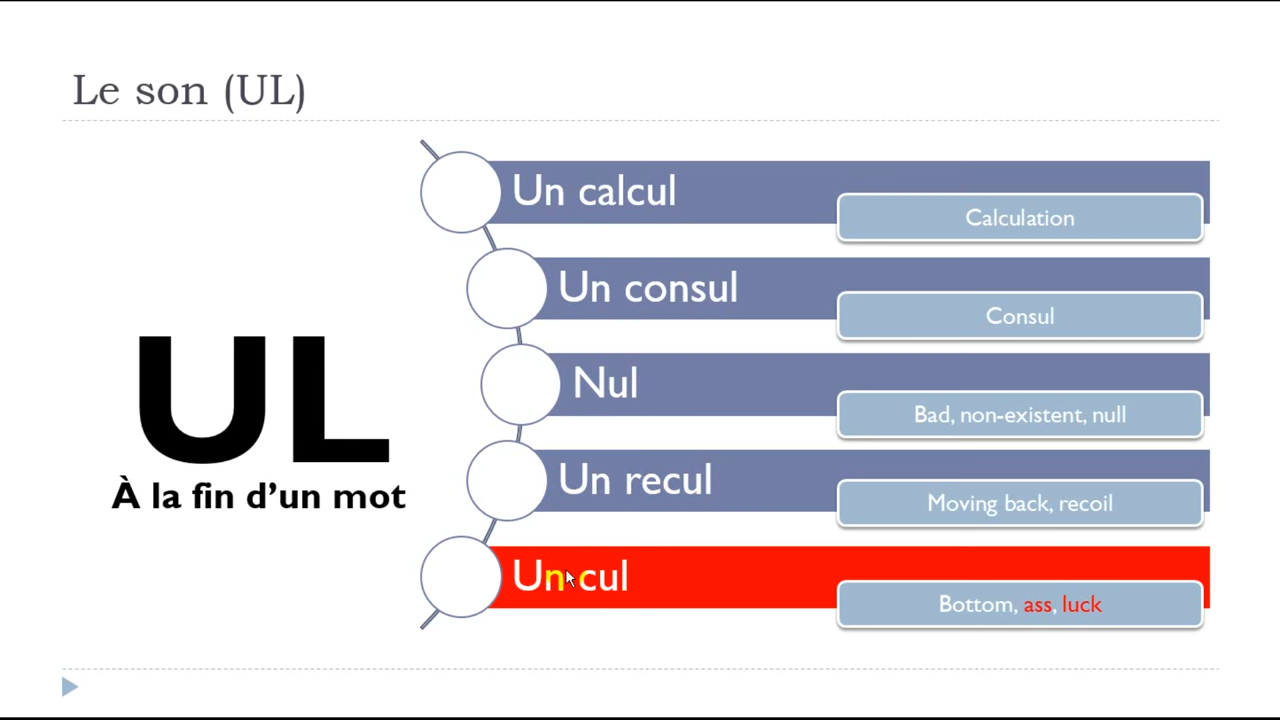 Le son (UL)
Un calcul
Calculation
Un consul
Consul
UL
À la fin d’un mot
Nul
Bad, non-existent, null
Un recul
Moving back, recoil
Un cul
Bottom, ass, luck